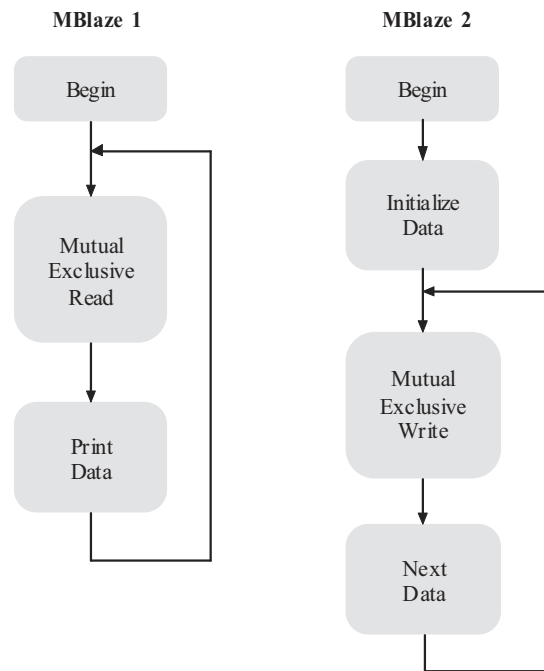 MBlaze 1
Begin
Mutual
Exclusive
Read
Print
Data
MBlaze 2
Begin
Initialize
Data
Mutual
Exclusive
Write
Next
Data